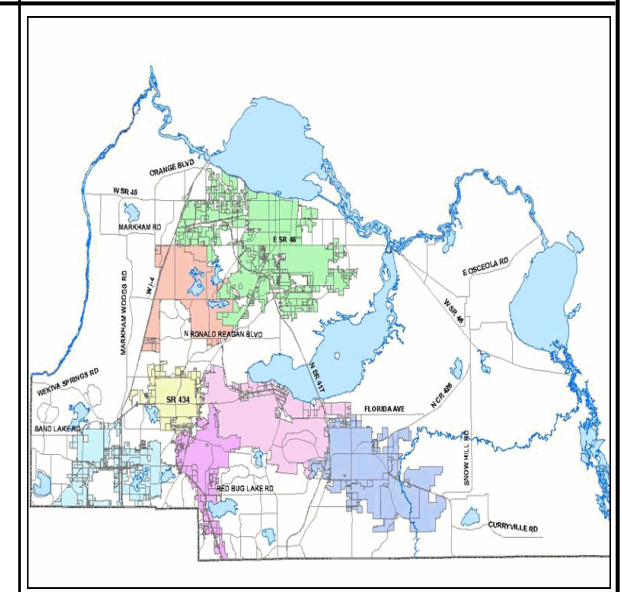 ORANGE BLVD
W SR 46
MARKHAM RD
E SR 46
E OSCEOLA RD
MARKHAM WOODS RD
W I-4
W SR 46
N RONALD REAGAN BLVD
N SR 417
WEKIVA SPRINGS RD
SR 434
FLORIDA AVE
N CR 426
SAND LAKE RD
SNOW HILL RD
RED BUG LAKE RD
CURRYVILLE RD